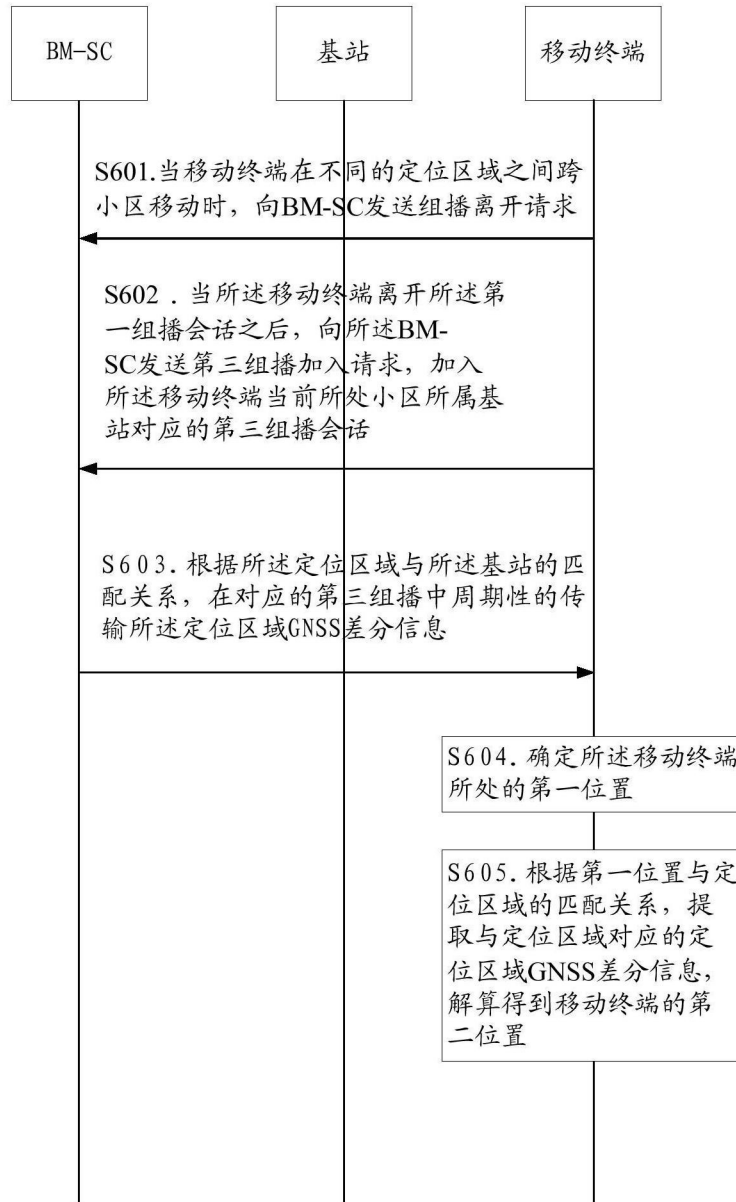 BM-SC
基站
移动终端
S601.当移动终端在不同的定位区域之间跨
小区移动时，向BM-SC发送组播离开请求
S602 . 当所述移动终端离开所述第
一组播会话之后，向所述BM-
SC发送第三组播加入请求，加入
所述移动终端当前所处小区所属基
站对应的第三组播会话
S603. 根据所述定位区域与所述基站的匹
配关系，在对应的第三组播中周期性的传
输所述定位区域GNSS差分信息
S604. 确定所述移动终端
所处的第一位置
S605. 根据第一位置与定
位区域的匹配关系，提
取与定位区域对应的定
位区域GNSS差分信息，
解算得到移动终端的第
二位置